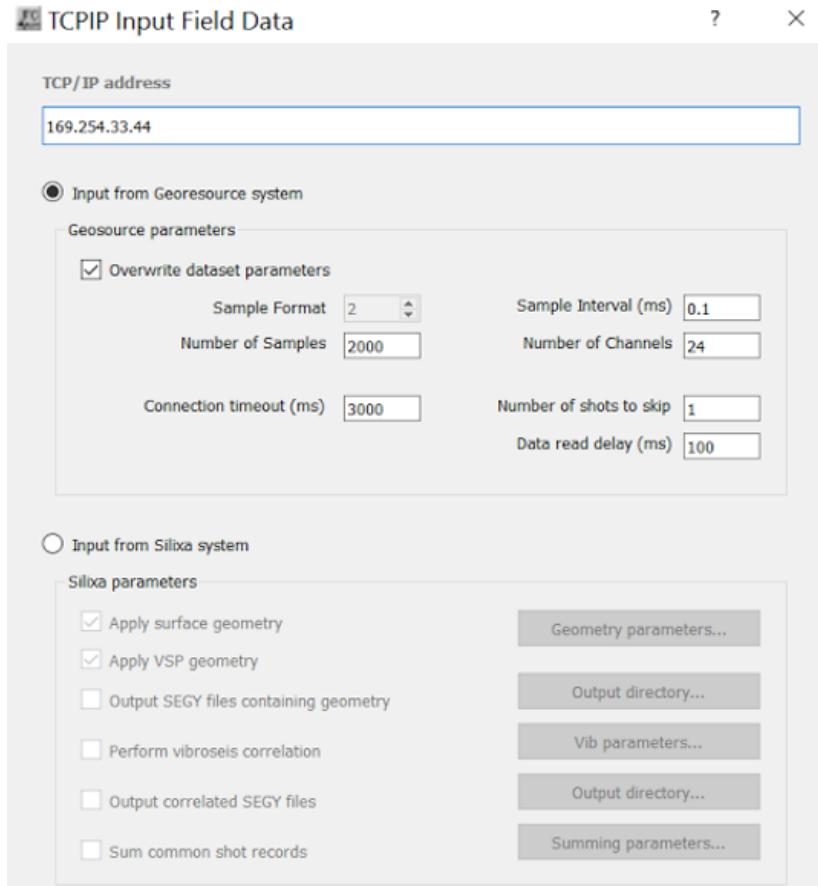 TCPIP Input Field Data ? ×
TCP/IP address
169.254.33.44
Input from Georesource system
Geosource parameters
Overwrite dataset parameters
Sample Format 2 Sample Interval (ms) 0.1
Number of Samples 2000 Number of Channels 24
Connection timeout (ms) 3000 Number of shots to skip 1
Data read delay (ms) 100
Input from Silixa system
Silixa parameters
Apply surface geometry Geometry parameters...
Apply VSP geometry
Output SEGY files containing geometry Output directory...
Perform vibroseis correlation Vib parameters...
Output correlated SEGY files Output directory...
Sum common shot records Summing parameters...